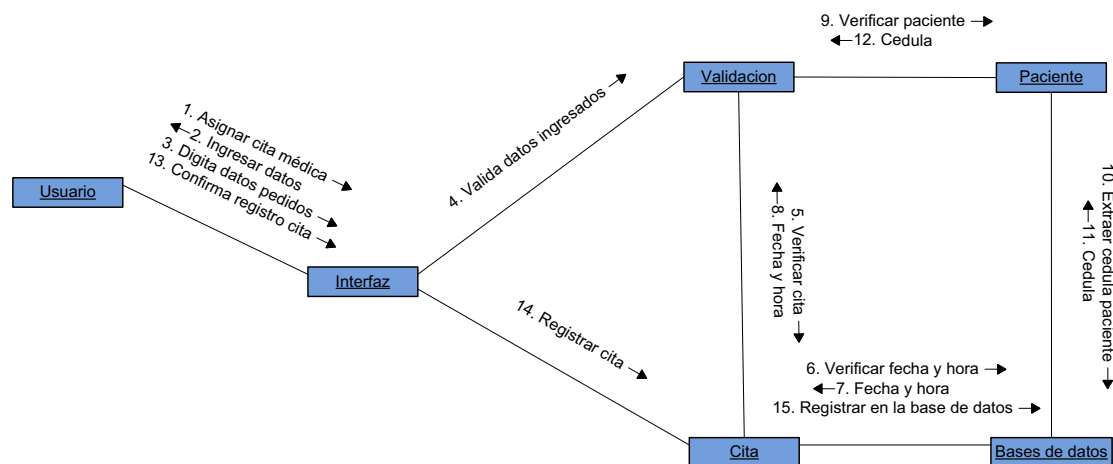 9. Verificar paciente
12. Cedula
Validacion
Paciente
1. Asignar cita médica
2. Ingresar datos
3. Digita datos pedidos
13. Confirma registro cita
4. Valida datos ingresados
Usuario
Interfaz
5. Verificar cita
8. Fecha y hora
10. Extraer cedula paciente
11. Cedula
14. Registrar cita
6. Verificar fecha y hora
7. Fecha y hora
15. Registrar en la base de datos
Cita
Bases de datos